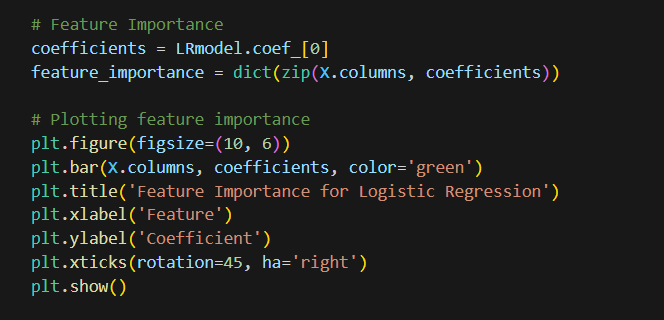 # Feature Importance
coefficients = LRmodel.coef_[0]
feature_importance = dict(zip(X.columns, coefficients))
# Plotting feature importance
plt.figure(figsize=(10, 6))
plt.bar(X.columns, coefficients, color='green')
plt.title('Feature Importance for Logistic Regression')
plt.xlabel('Feature')
plt.ylabel('Coefficient')
plt.xticks(rotation=45, ha='right')
plt.show()